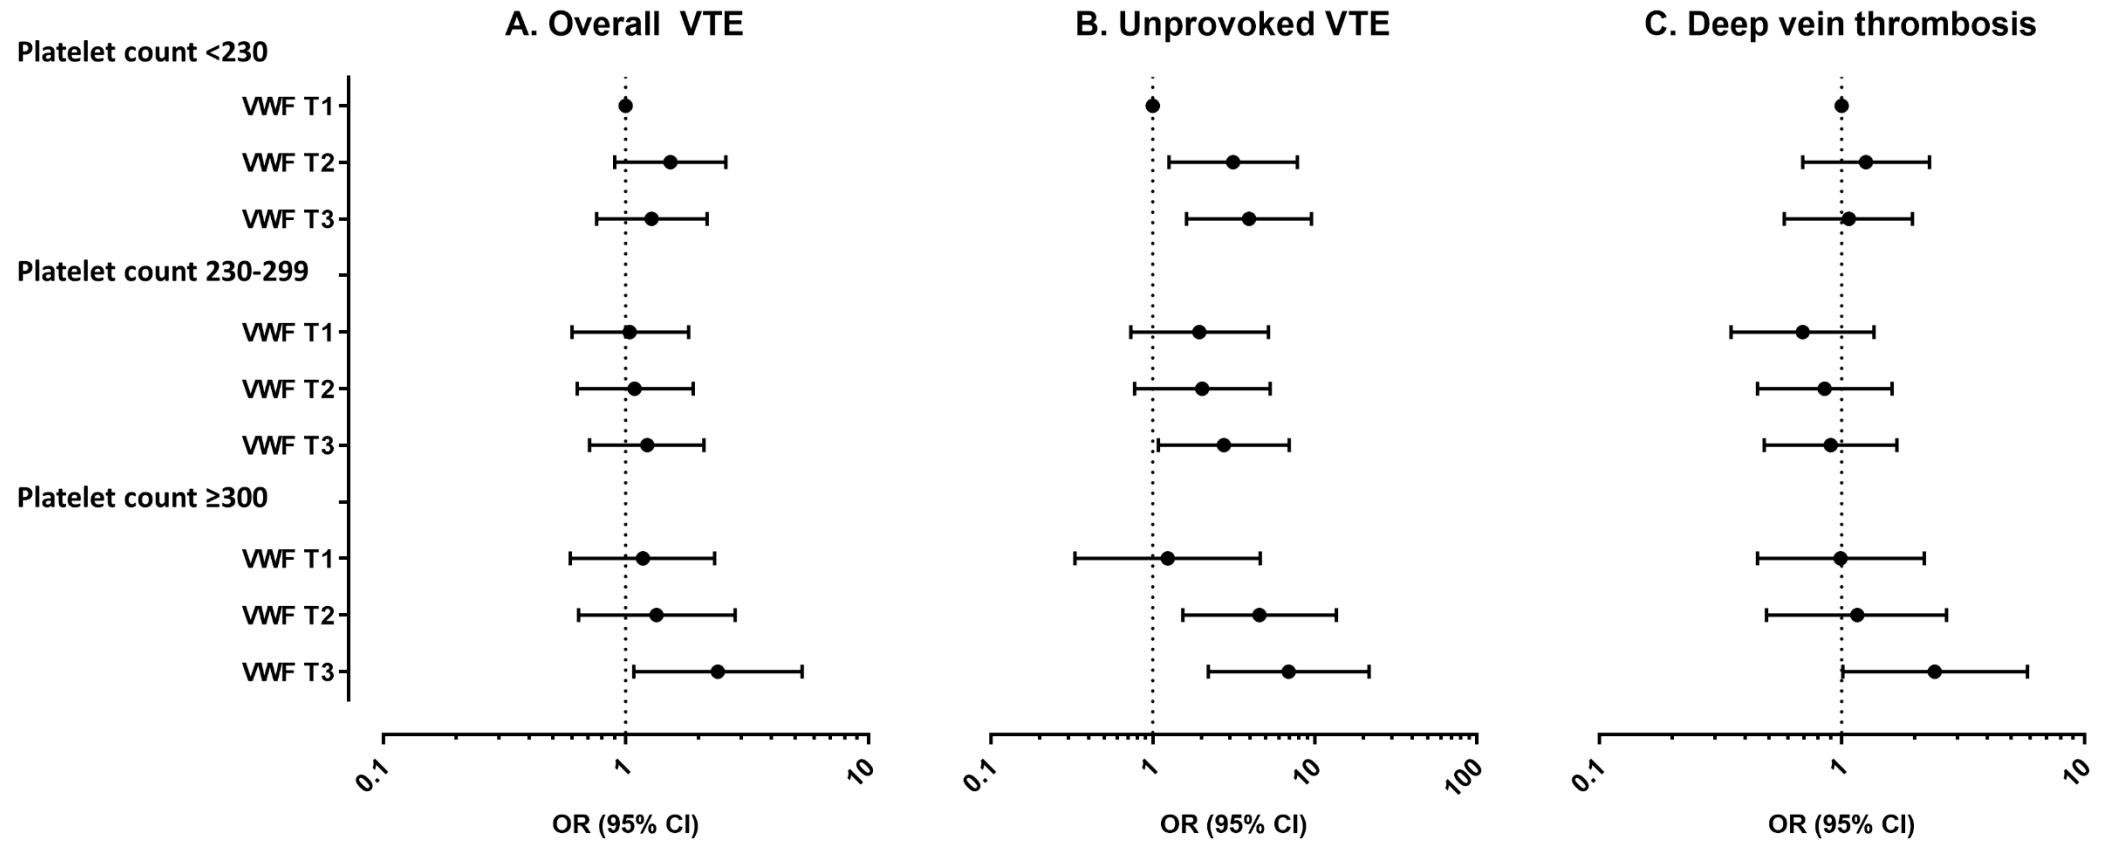 A. Overall VTE
B. Unprovoked VTE
C. Deep vein thrombosis
Platelet count <230
VWF T1
VWF T2
VWF T3
Platelet count 230-299
VWF T1
VWF T2
VWF T3
Platelet count ≥300
VWF T1
VWF T2
VWF T3
0.1 1 10
0.1 1 10 100
0.1 1 10
OR (95% CI)
OR (95% CI)
OR (95% CI)